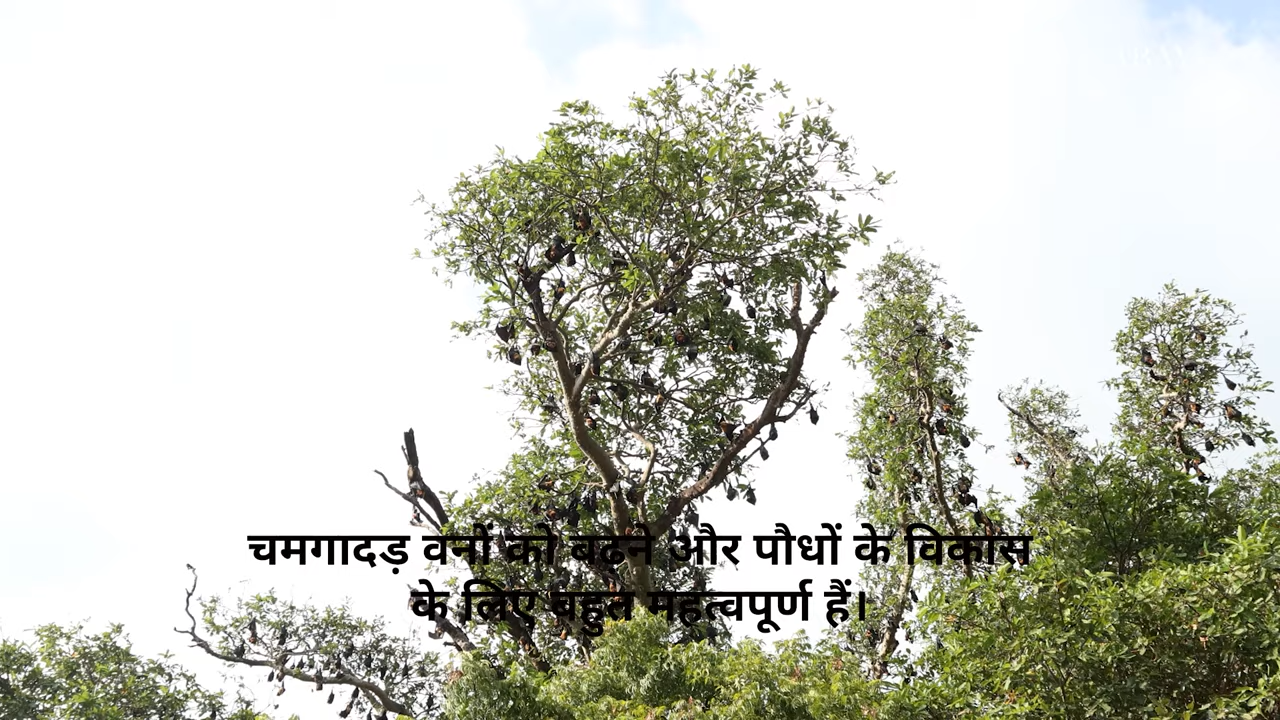 चमगादड़ वनों को बढ़ने और पौधों के विकास
के लिए बहुत महत्वपूर्ण हैं।